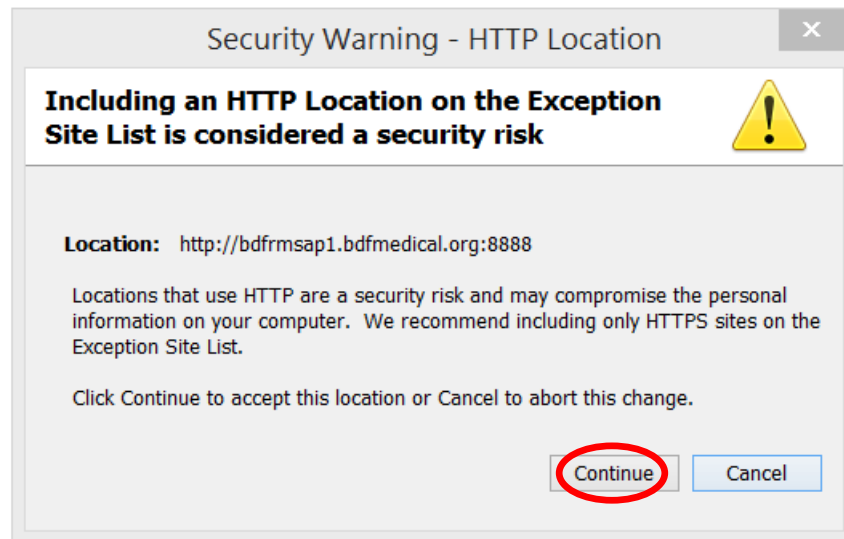 Security Warning - HTTP Location
x
Including an HTTP Location on the Exception
Site List is considered a security risk
!
Location: http://bdfrmsap1.bdfmedical.org:8888
Locations that use HTTP are a security risk and may compromise the personal
information on your computer. We recommend including only HTTPS sites on the
Exception Site List.
Click Continue to accept this location or Cancel to abort this change.
Continue Cancel